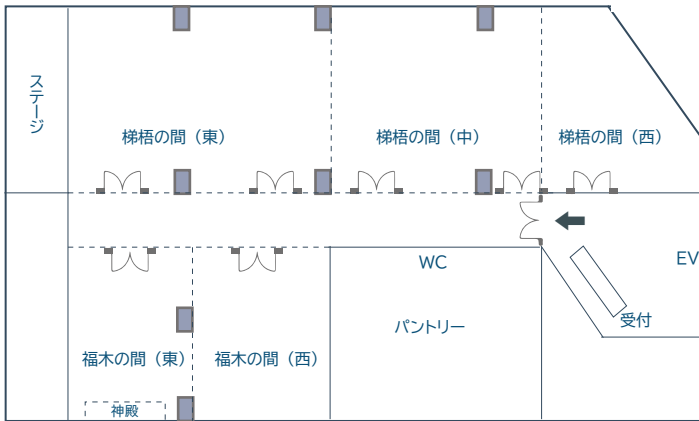 ステージ
梯梧の間（東）
梯梧の間（中）
梯梧の間（西）
WC
EV
パントリー
受付
福木の間（東）
福木の間（西）
神殿